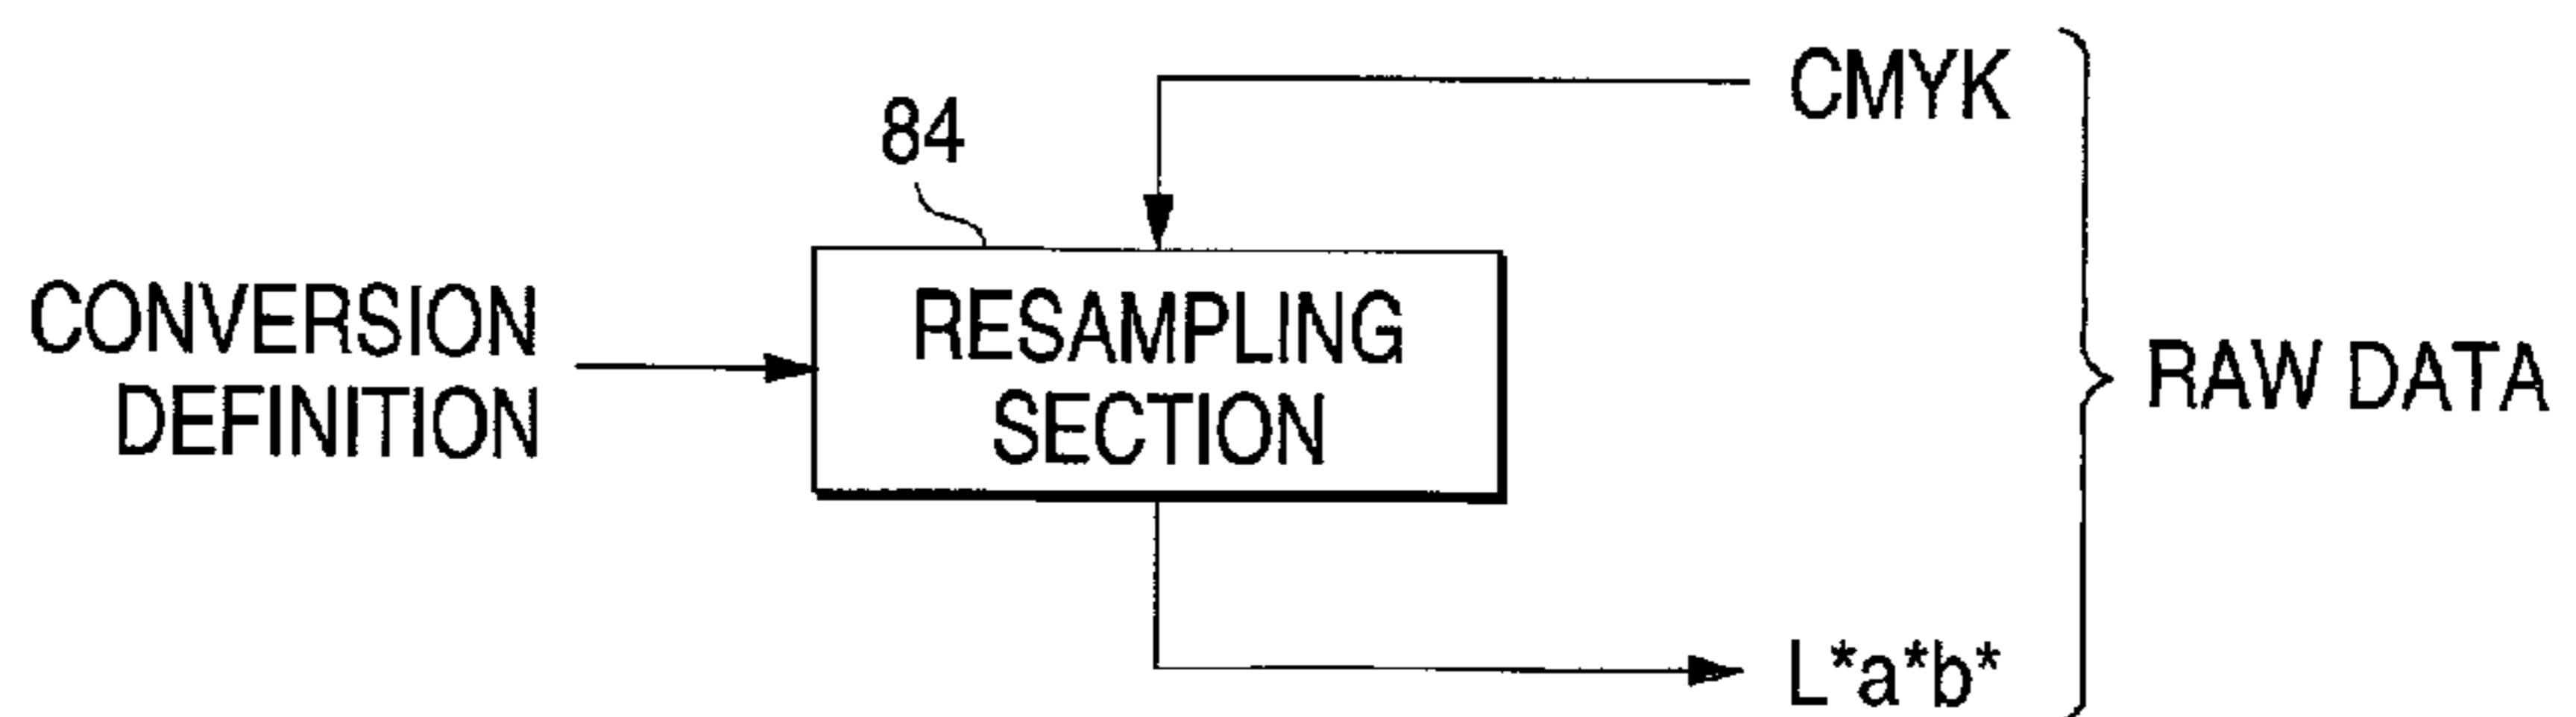 CMYK
84
CONVERSION
DEFINITION
RESAMPLING
SECTION
RAW DATA
L*a*b*